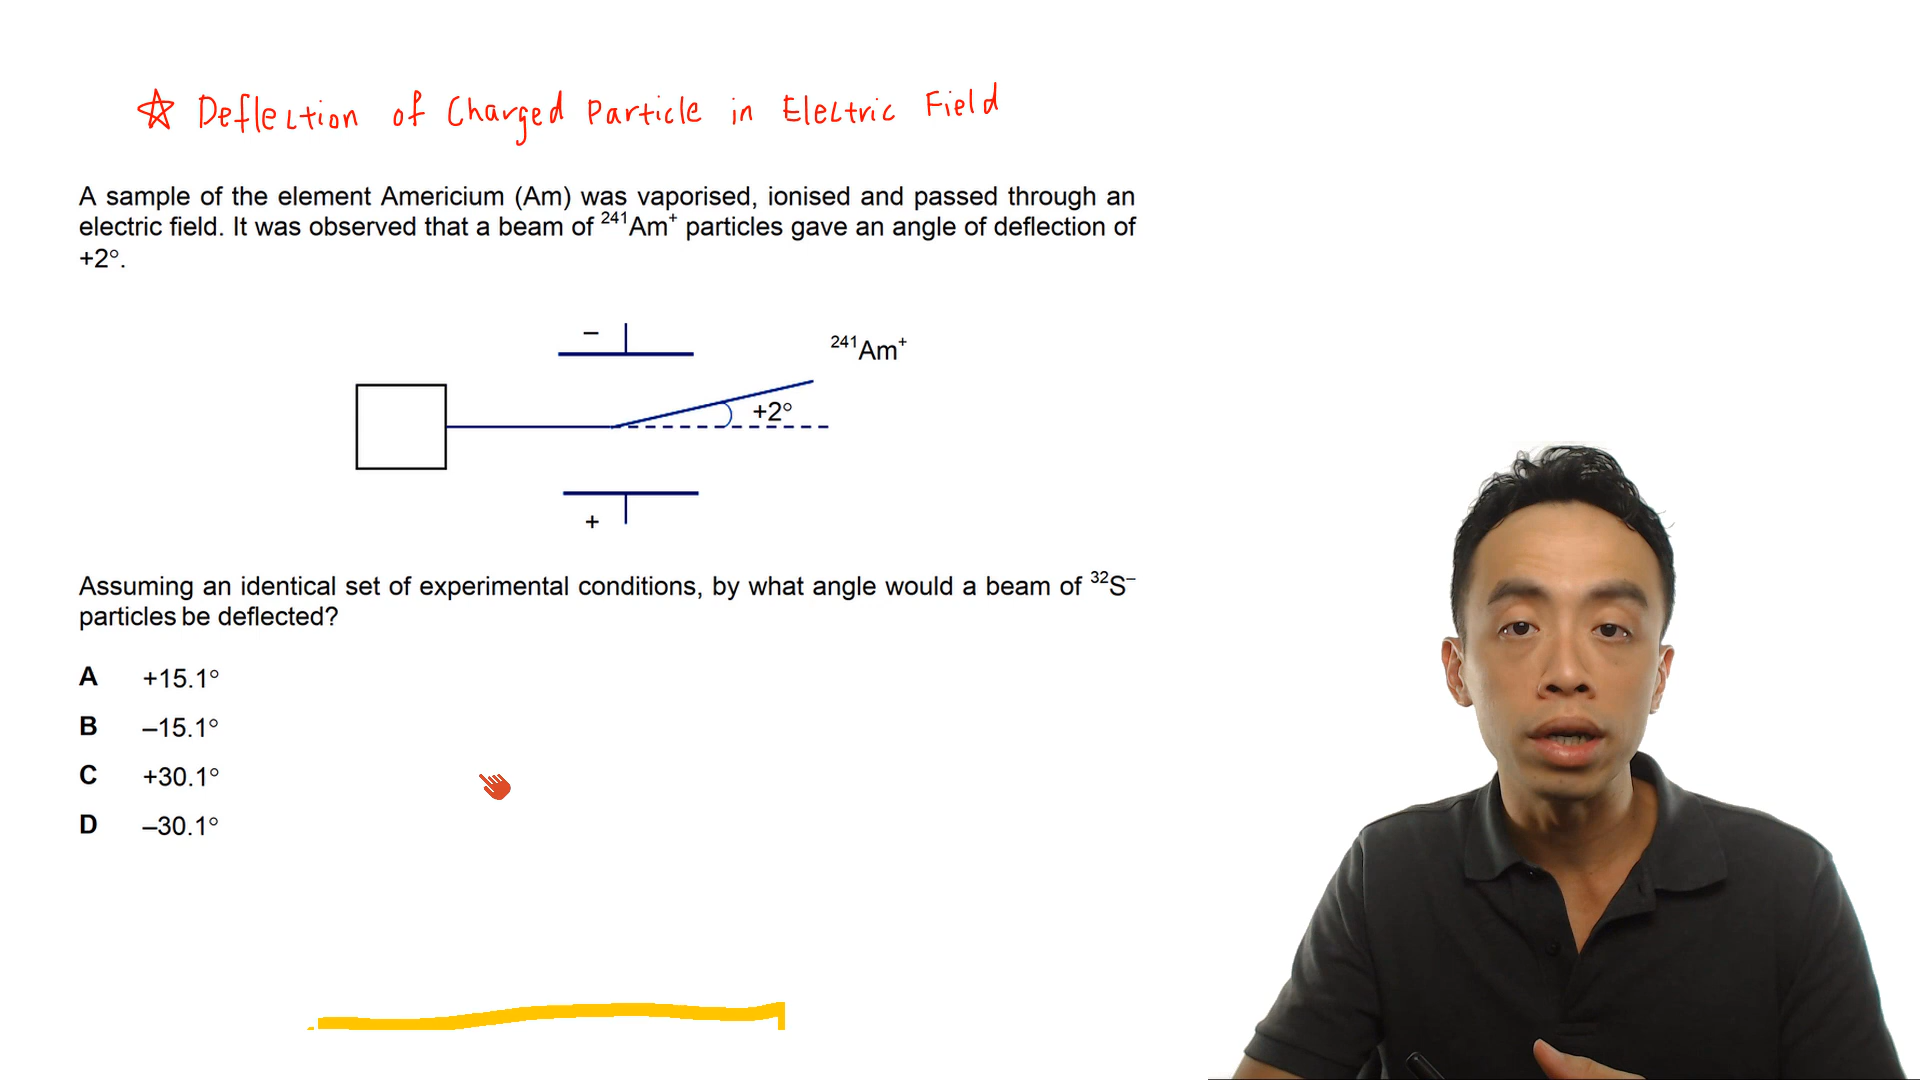 ☆ Deflection of Charged Particle in Electric Field
A sample of the element Americium (Am) was vaporised, ionised and passed through an
electric field. It was observed that a beam of ²⁴¹Am⁺ particles gave an angle of deflection of
+2°.
–
²⁴¹Am⁺
+2°
+
Assuming an identical set of experimental conditions, by what angle would a beam of ³²S⁻
particles be deflected?
A +15.1°
B –15.1°
C +30.1°
D –30.1°